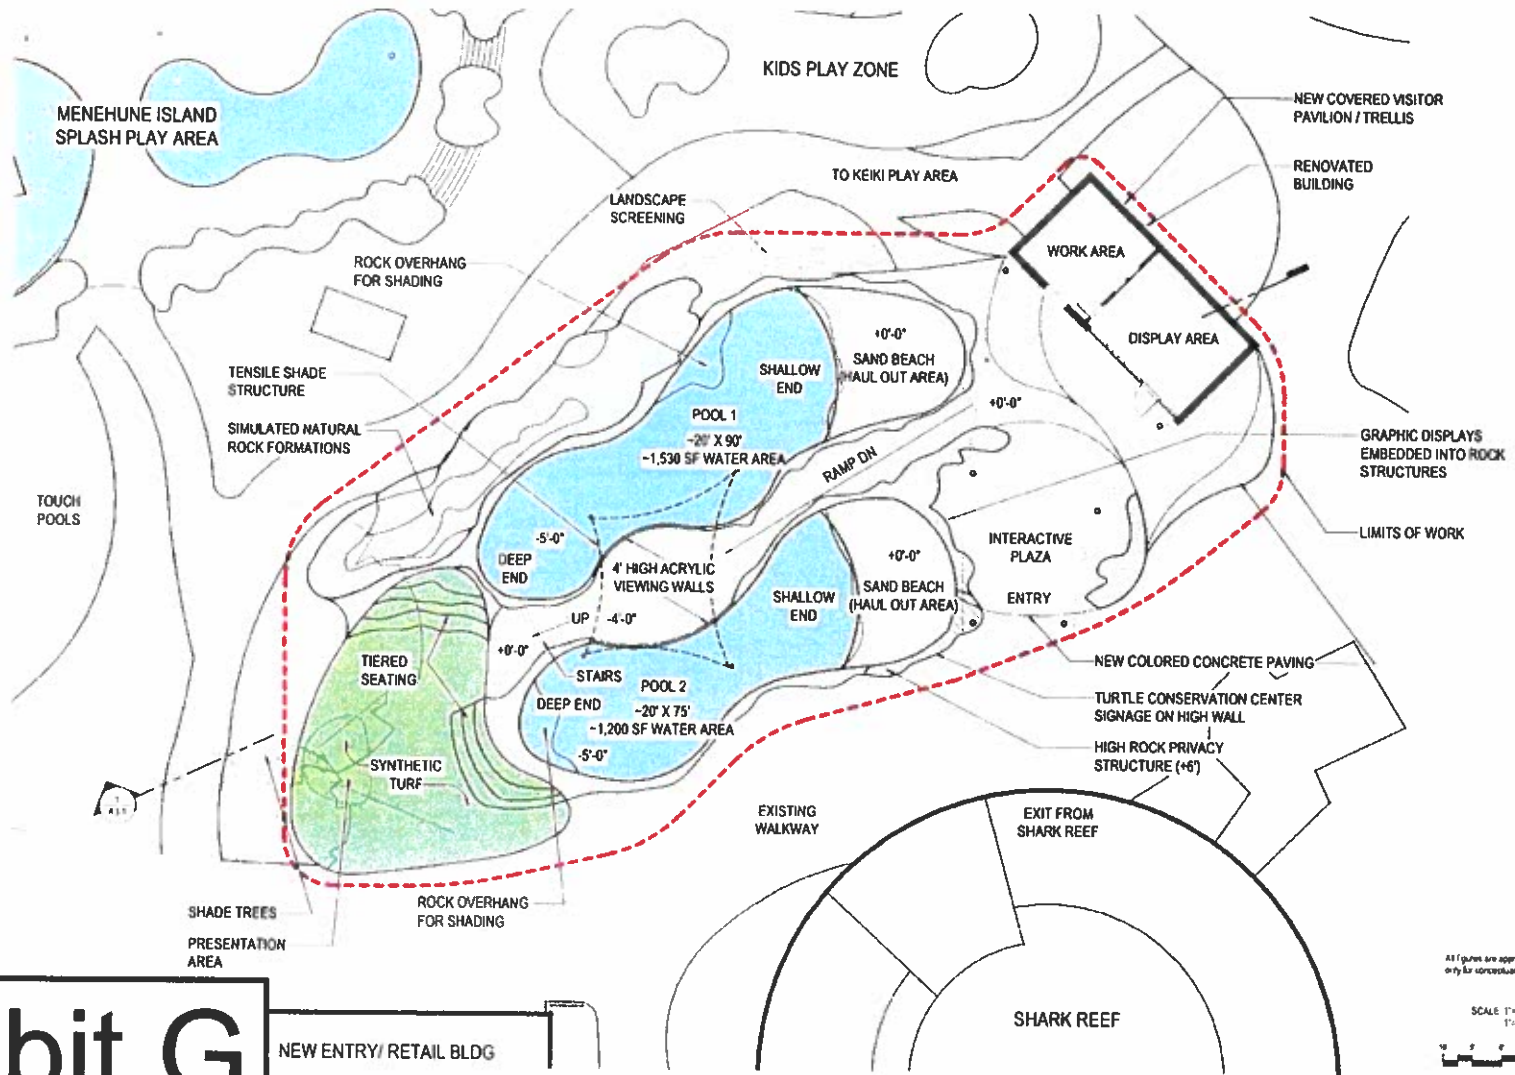 KIDS PLAY ZONE
MENEHUNE ISLAND
SPLASH PLAY AREA
NEW COVERED VISITOR
PAVILION / TRELLIS
TO KEIKI PLAY AREA
RENOVATED
BUILDING
LANDSCAPE
SCREENING
WORK AREA
ROCK OVERHANG
FOR SHADING
DISPLAY AREA
+0'-0"
SAND BEACH
(HAUL OUT AREA)
SHALLOW
END
TENSILE SHADE
STRUCTURE
+0'-0"
POOL 1
~20' X 90'
~1,530 SF WATER AREA
SIMULATED NATURAL
ROCK FORMATIONS
RAMP DN
GRAPHIC DISPLAYS
EMBEDDED INTO ROCK
STRUCTURES
TOUCH
POOLS
-5'-0"
DEEP
END
4' HIGH ACRYLIC
VIEWING WALLS
+0'-0"
SAND BEACH
(HAUL OUT AREA)
INTERACTIVE
PLAZA
ENTRY
LIMITS OF WORK
SHALLOW
END
UP
-4'-0"
+0'-0"
STAIRS
TIERED
SEATING
POOL 2
~20' X 75'
~1,200 SF WATER AREA
DEEP END
-5'-0"
NEW COLORED CONCRETE PAVING
TURTLE CONSERVATION CENTER
SIGNAGE ON HIGH WALL
HIGH ROCK PRIVACY
STRUCTURE (+6')
SYNTHETIC
TURF
EXISTING
WALKWAY
EXIT FROM
SHARK REEF
SHADE TREES
ROCK OVERHANG
FOR SHADING
PRESENTATION
AREA
SHARK REEF
All figures are
only for conceptual
SCALE
bit G
NEW ENTRY/ RETAIL BLDG